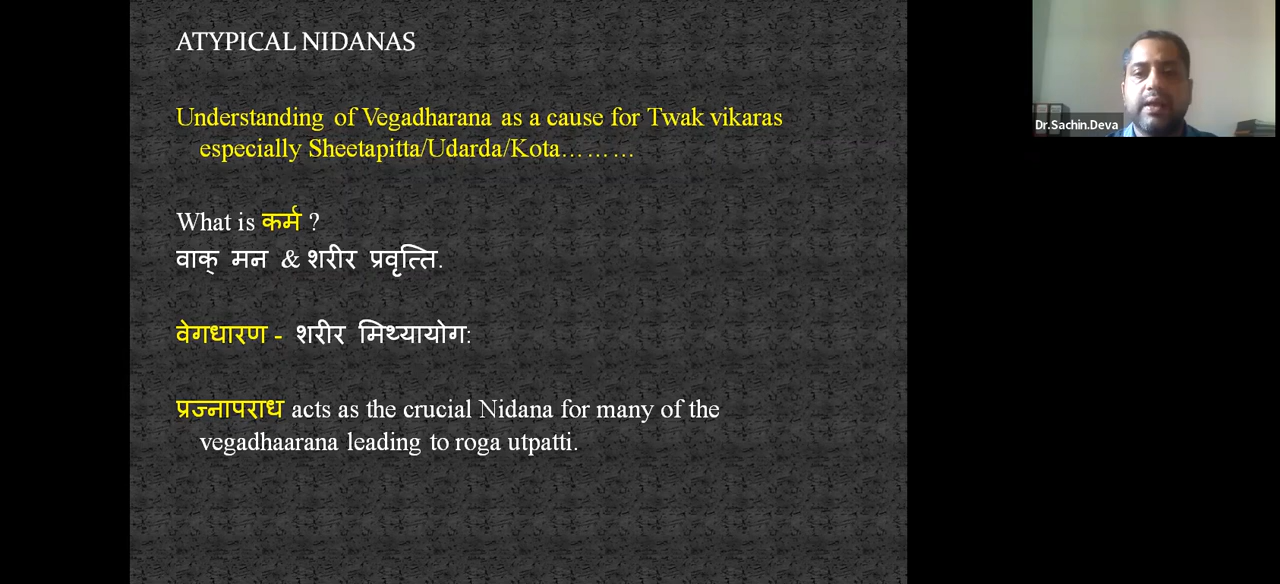 ATYPICAL NIDANAS
Understanding of Vegadharana as a cause for Twak vikaras
especially Sheetapitta/Udarda/Kota………
What is कर्म ?
वाक् मन & शरीर प्रवृत्ति.
वेगधारण - शरीर मिथ्यायोग:
प्रज्नापराध acts as the crucial Nidana for many of the
vegadhaarana leading to roga utpatti.
Dr.Sachin.Deva